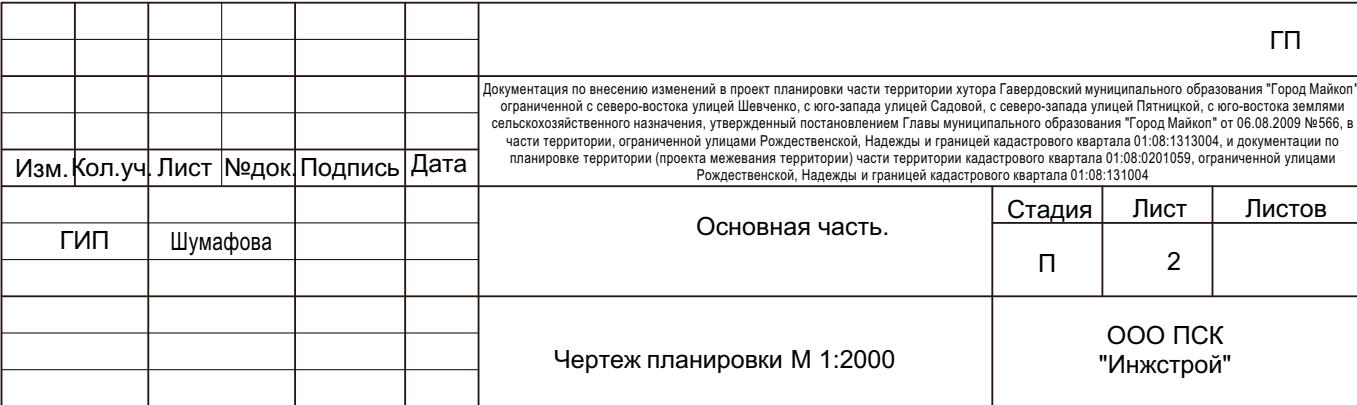 ГП
Документация по внесению изменений в проект планировки части территории хутора Гавердовский муниципального образования "Город Майкоп"
ограниченной с северо-востока улицей Шевченко, с юго-запада улицей Садовой, с северо-запада улицей Пятницкой, с юго-востока землями
сельскохозяйственного назначения, утвержденный постановлением Главы муниципального образования "Город Майкоп" от 06.08.2009 №566, в
части территории, ограниченной улицами Рождественской, Надежды и границей кадастрового квартала 01:08:1313004, и документации по
планировке территории (проекта межевания территории) части территории кадастрового квартала 01:08:0201059, ограниченной улицами
Рождественской, Надежды и границей кадастрового квартала 01:08:131004
Изм. Кол.уч. Лист №док. Подпись Дата
Основная часть.
Стадия Лист Листов
ГИП Шумафова
П 2
Чертеж планировки М 1:2000
ООО ПСК
"Инжстрой"